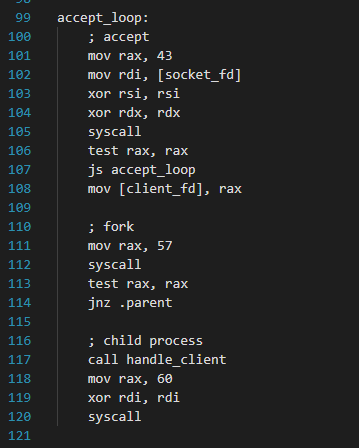 99 accept_loop:
100 ; accept
101 mov rax, 43
102 mov rdi, [socket_fd]
103 xor rsi, rsi
104 xor rdx, rdx
105 syscall
106 test rax, rax
107 js accept_loop
108 mov [client_fd], rax
109
110 ; fork
111 mov rax, 57
112 syscall
113 test rax, rax
114 jnz .parent
115
116 ; child process
117 call handle_client
118 mov rax, 60
119 xor rdi, rdi
120 syscall
121